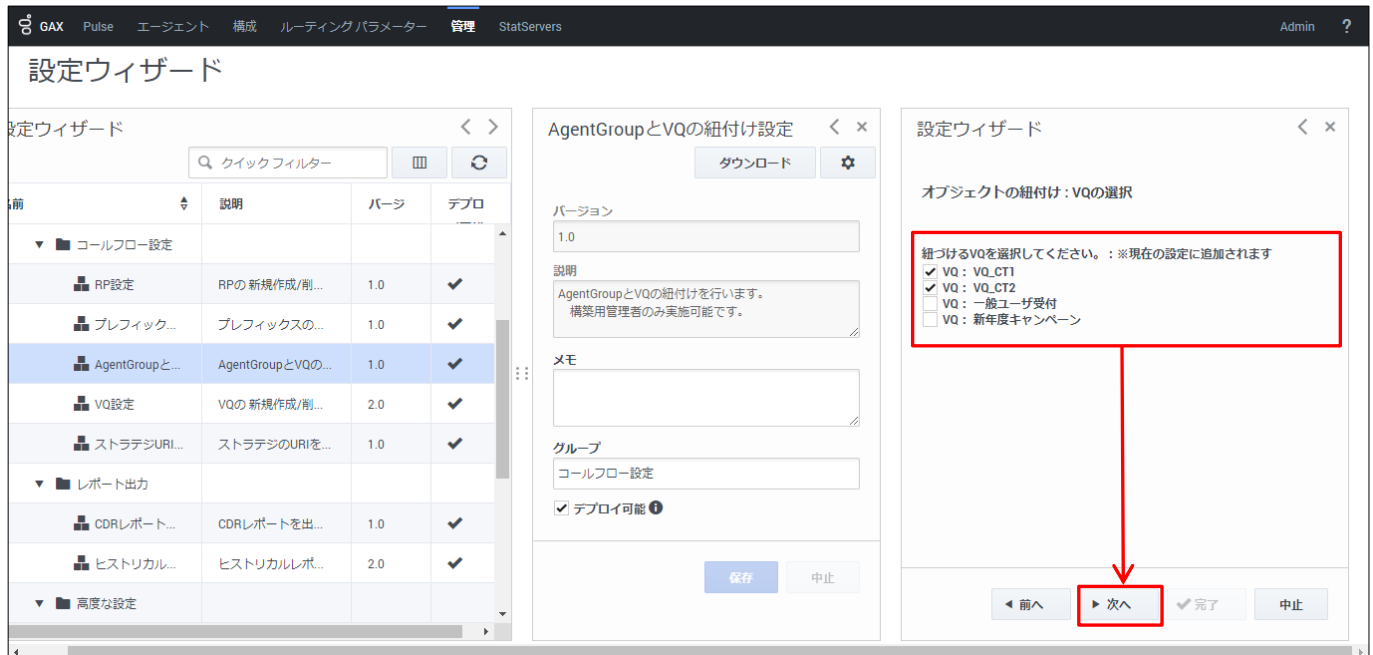 GAX Pulse エージェント 構成 ルーティング パラメーター 管理 StatServers Admin ?
設定ウィザード
設定ウィザード
クイック フィルター
名前 説明 バージ デプロ
コールフロー設定
RP設定 RPの 新規作成/削... 1.0
プレフィック... プレフィックスの... 1.0
AgentGroupと... AgentGroupとVQの... 1.0
VQ設定 VQの 新規作成/削... 2.0
ストラテジURI... ストラテジのURIを... 1.0
レポート出力
CDRレポート... CDRレポートを出... 1.0
ヒストリカル... ヒストリカルレポ... 2.0
高度な設定
AgentGroupとVQの紐付け設定
ダウンロード
バージョン
1.0
説明
AgentGroupとVQの紐付けを行います。
構築用管理者のみ実施可能です。
メモ
グループ
コールフロー設定
デプロイ可能
保存 中止
設定ウィザード
オブジェクトの紐付け : VQの選択
紐づけるVQを選択してください。 : ※現在の設定に追加されます
VQ : VQ_CT1
VQ : VQ_CT2
VQ : 一般ユーザ受付
VQ : 新年度キャンペーン
前へ 次へ 完了 中止